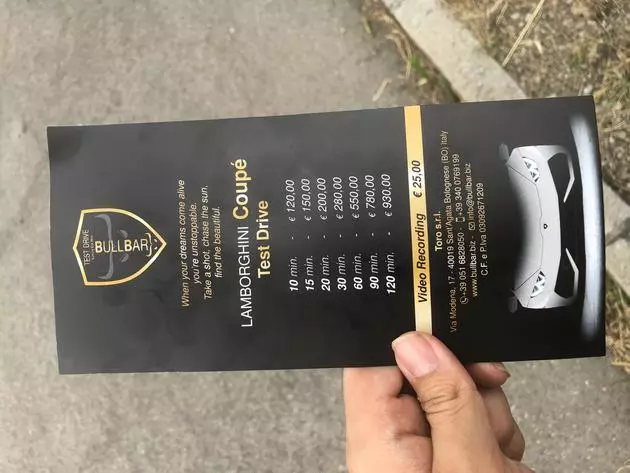 TEST DRIVE
BULLBAR
When your dreams come alive
you're unstoppable.
Take a shot, chase the sun,
find the beautiful.
LAMBORGHINI Coupé
Test Drive
10 min. - € 120,00
15 min. - € 150,00
20 min. - € 200,00
30 min. - € 280,00
60 min. - € 550,00
90 min. - € 780,00
120 min. - € 930,00
Video Recording € 25,00
Toro s.r.l.
Via Modena, 17 - 40019 Sant'Agata Bolognese (BO) Italy
+39 051 6828050 - +39 340 0769199
www.bullbar.biz - info@bullbar.biz
C.F. e P.Iva 03092671209